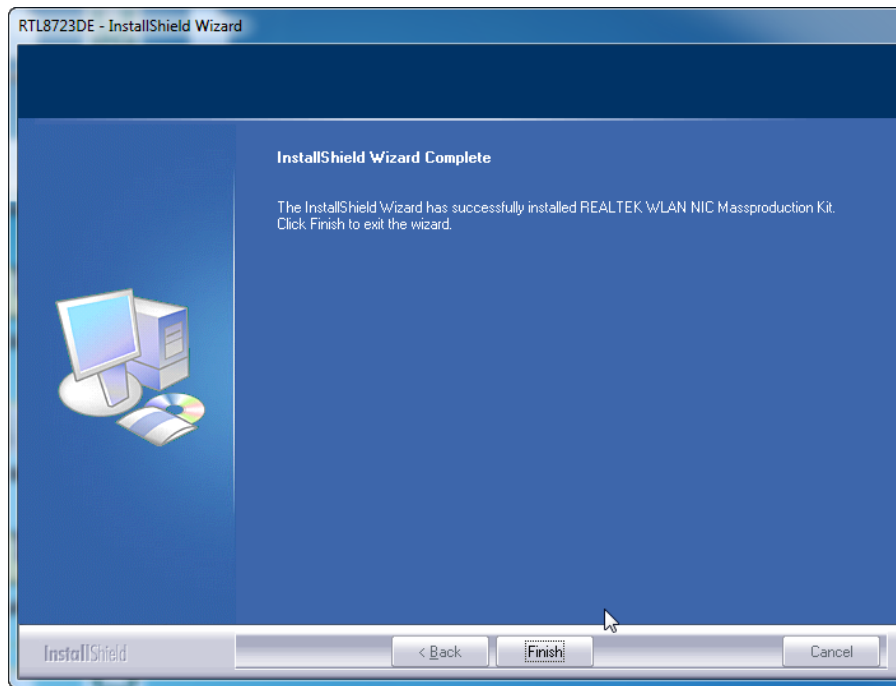 RTL8723DE - InstallShield Wizard
InstallShield Wizard Complete
The InstallShield Wizard has successfully installed REALTEK WLAN NIC Massproduction Kit.
Click Finish to exit the wizard.
InstallShield
< Back
Finish
Cancel